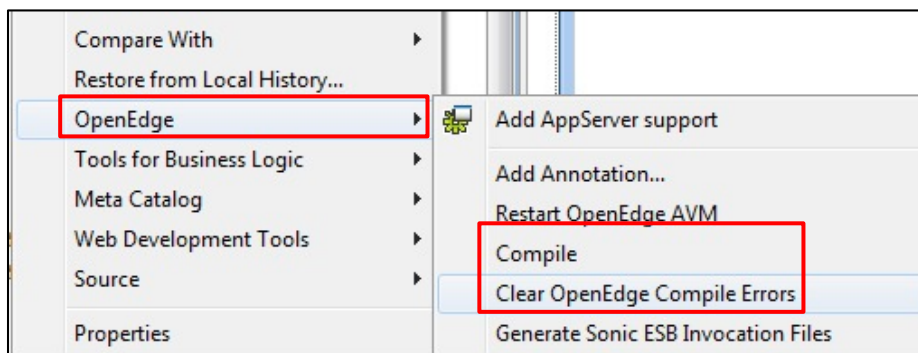 Compare With
Restore from Local History...
OpenEdge
Tools for Business Logic
Meta Catalog
Web Development Tools
Source
Properties
Add AppServer support
Add Annotation...
Restart OpenEdge AVM
Compile
Clear OpenEdge Compile Errors
Generate Sonic ESB Invocation Files